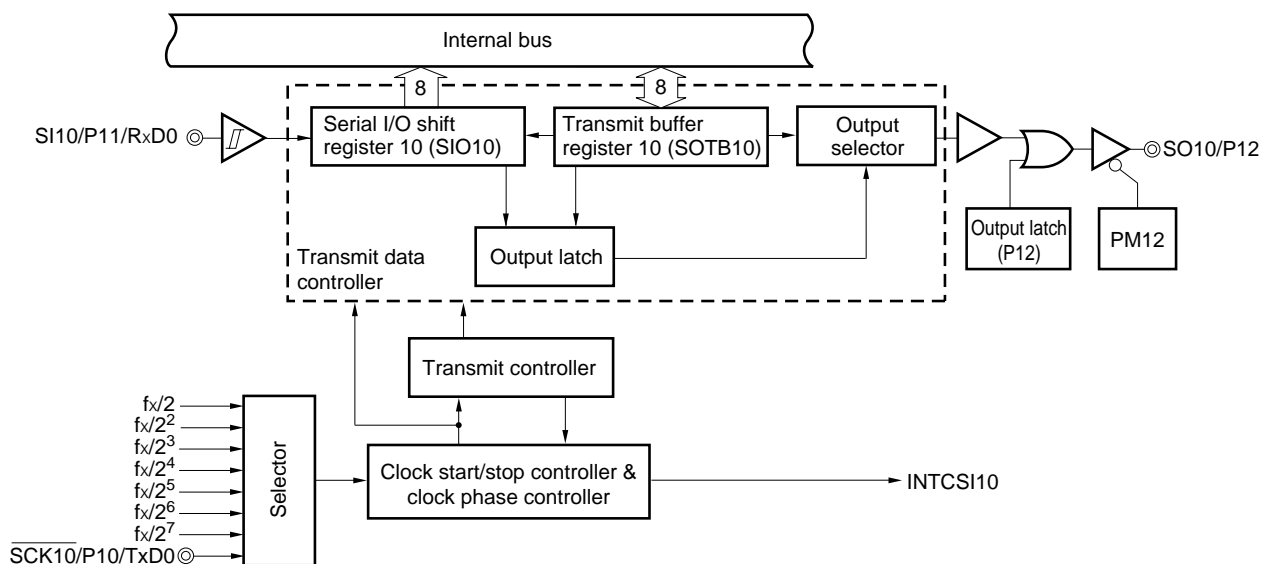 Internal bus
8
8
SI10/P11/RxD0
Serial I/O shift
register 10 (SIO10)
Transmit buffer
register 10 (SOTB10)
Output
selector
SO10/P12
Output latch
(P12)
PM12
Output latch
Transmit data
controller
Transmit controller
fx/2
fx/2²
fx/2³
fx/2⁴
fx/2⁵
fx/2⁶
fx/2⁷
S̅C̅K̅1̅0̅/P10/TxD0
Selector
Clock start/stop controller &
clock phase controller
INTCSI10